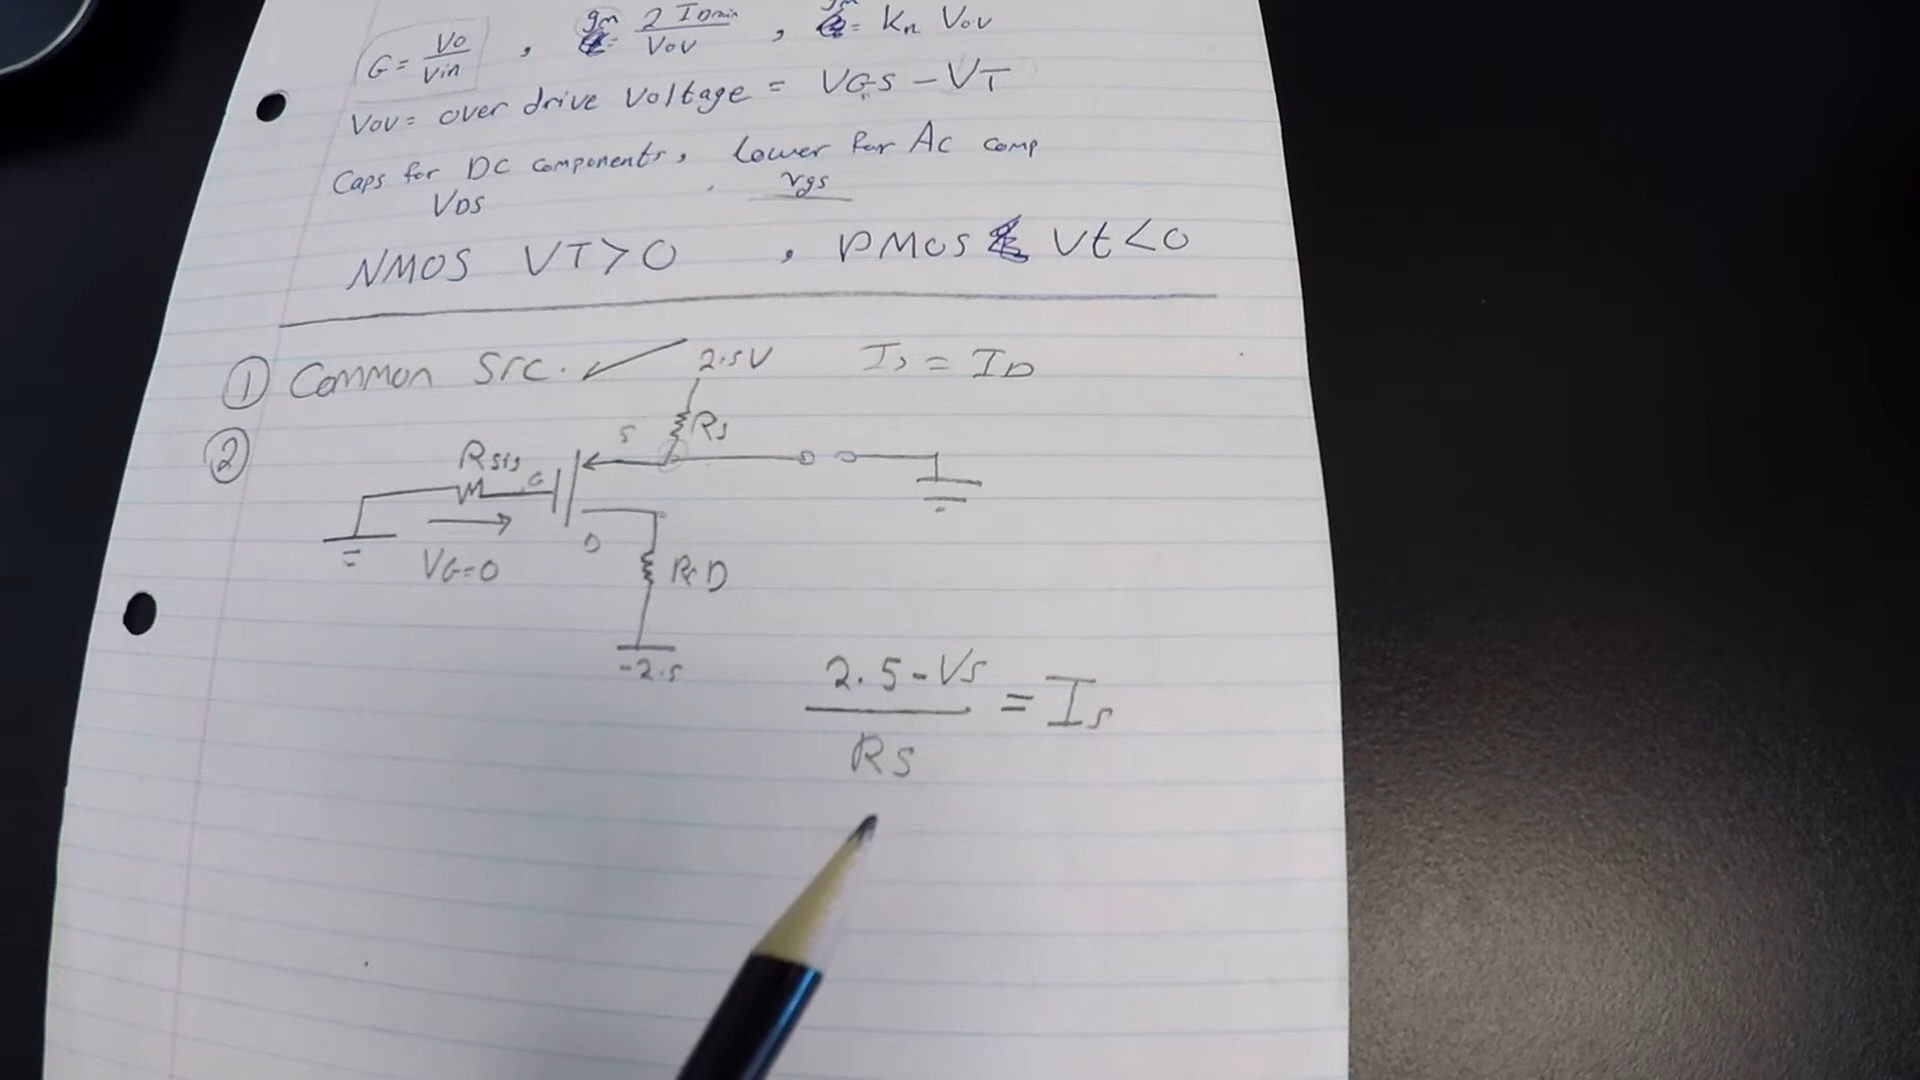 G = Vo/Vin , gm = 2 IDmin/Vov , gm = Kn Vov
Vov = over drive Voltage = VGS - VT
Caps for DC components, lower for AC comp
VDS vgs
NMOS VT>0 , PMOS Vt<0
① Common Src. 2.5V Is = ID
②
Rs
S
Rsig
G
D
VG=0
RD
-2.5
2.5-Vs/RS = Is